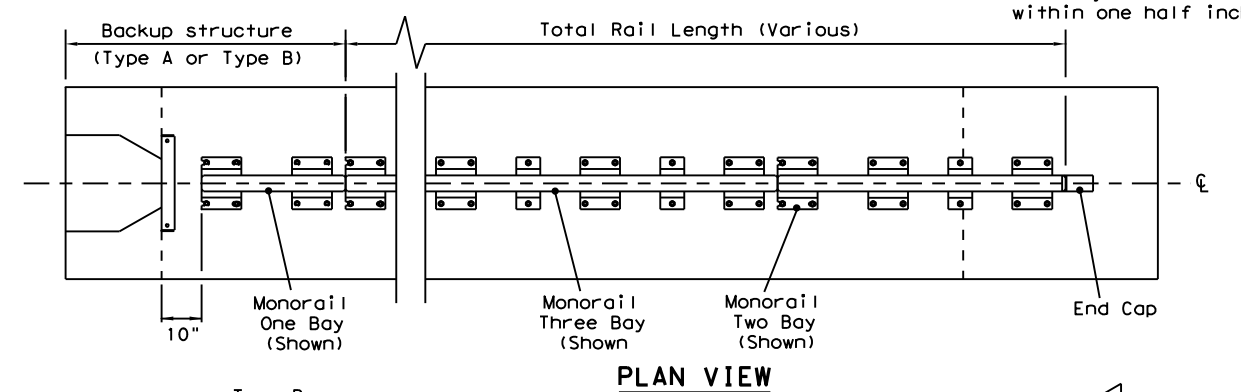 within one half inc
Backup structure
(Type A or Type B)
Total Rail Length (Various)
℄
10"
Monorail
One Bay
(Shown)
Monorail
Three Bay
(Shown
Monorail
Two Bay
(Shown)
End Cap
PLAN VIEW